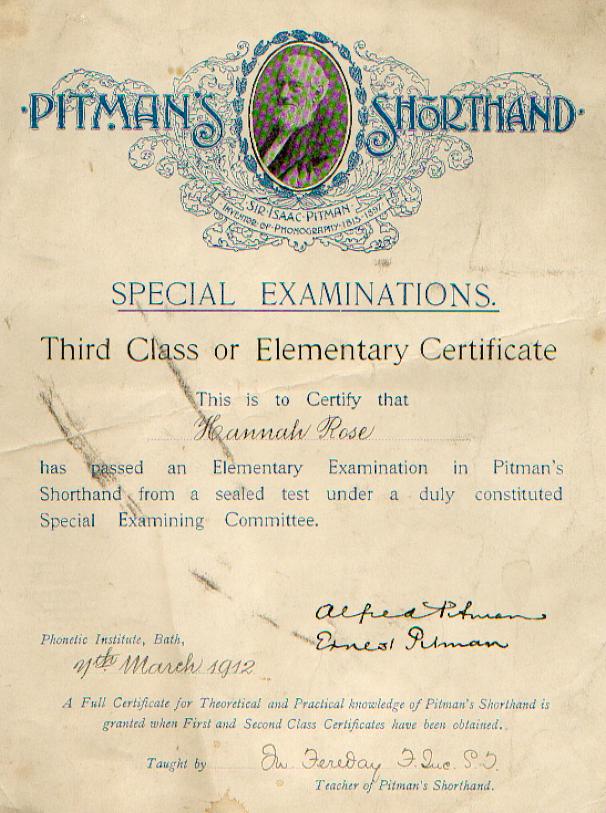 ·PITMAN'S SHORTHAND·
SIR·ISAAC·PITMAN·
INVENTOR·OF·PHONOGRAPHY·1813·1897
SPECIAL EXAMINATIONS.
Third Class or Elementary Certificate
This is to Certify that
Hannah Rose
has passed an Elementary Examination in Pitman's
Shorthand from a sealed test under a duly constituted
Special Examining Committee.
Alfred Pitman
Ernest Pitman
Phonetic Institute, Bath,
March 1912
A Full Certificate for Theoretical and Practical knowledge of Pitman's Shorthand is
granted when First and Second Class Certificates have been obtained.
Taught by Fereday F. Inc. S.T.
Teacher of Pitman's Shorthand.